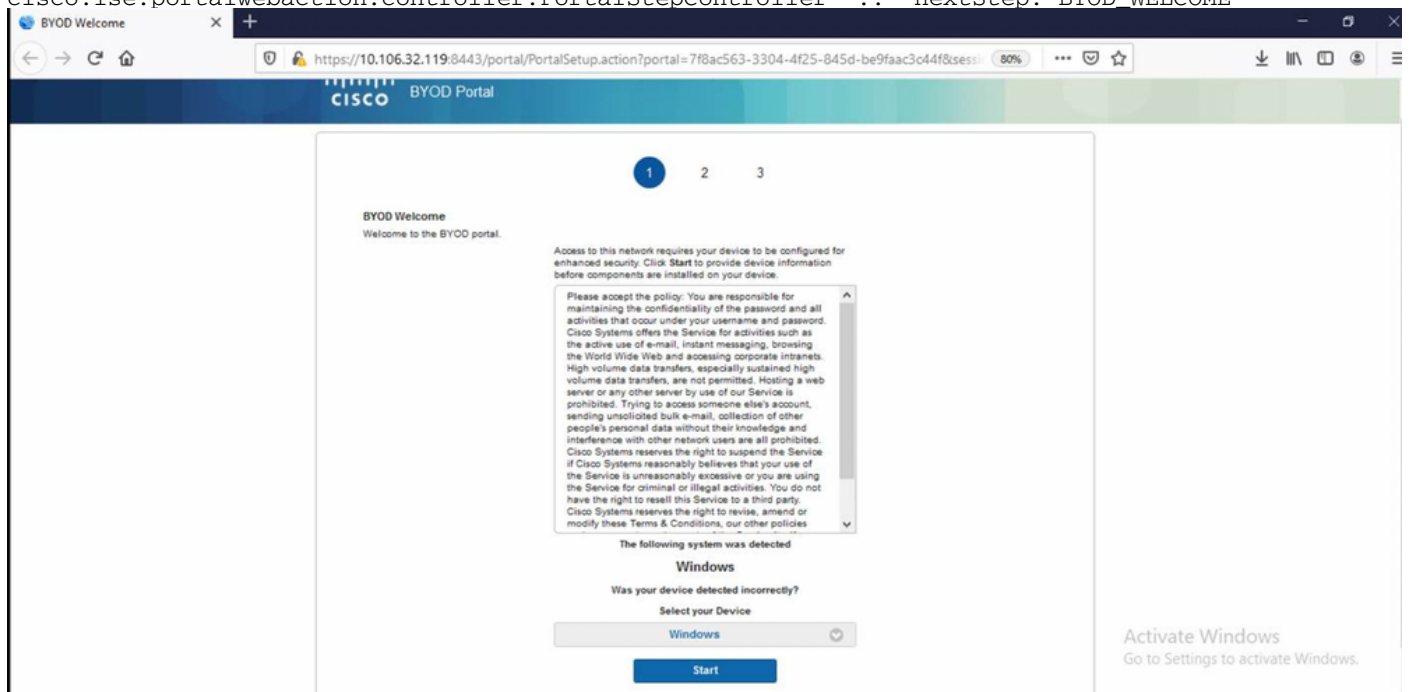 cisco.ise.portalwebaction.controller.PortalStepController -::- nextStep: BYOD_WELCOME
BYOD Welcome
https://10.106.32.119:8443/portal/PortalSetup.action?portal=7f8ac563-3304-4f25-845d-be9faac3c44f&sessi
80%
CISCO BYOD Portal
1 2 3
BYOD Welcome
Welcome to the BYOD portal.
Access to this network requires your device to be configured for
enhanced security. Click Start to provide device information
before components are installed on your device.
Please accept the policy: You are responsible for
maintaining the confidentiality of the password and all
activities that occur under your username and password.
Cisco Systems offers the Service for activities such as
the active use of e-mail, instant messaging, browsing
the World Wide Web and accessing corporate intranets.
High volume data transfers, especially sustained high
volume data transfers, are not permitted. Hosting a web
server or any other server by use of our Service is
prohibited. Trying to access someone else's account,
sending unsolicited bulk e-mail, collection of other
people's personal data without their knowledge and
interference with other network users are all prohibited.
Cisco Systems reserves the right to suspend the Service
if Cisco Systems reasonably believes that your use of
the Service is unreasonably excessive or you are using
the Service for criminal or illegal activities. You do not
have the right to resell this Service to a third party.
Cisco Systems reserves the right to revise, amend or
modify these Terms & Conditions, our other policies
The following system was detected
Windows
Was your device detected incorrectly?
Select your Device
Windows
Start
Activate Windows
Go to Settings to activate Windows.